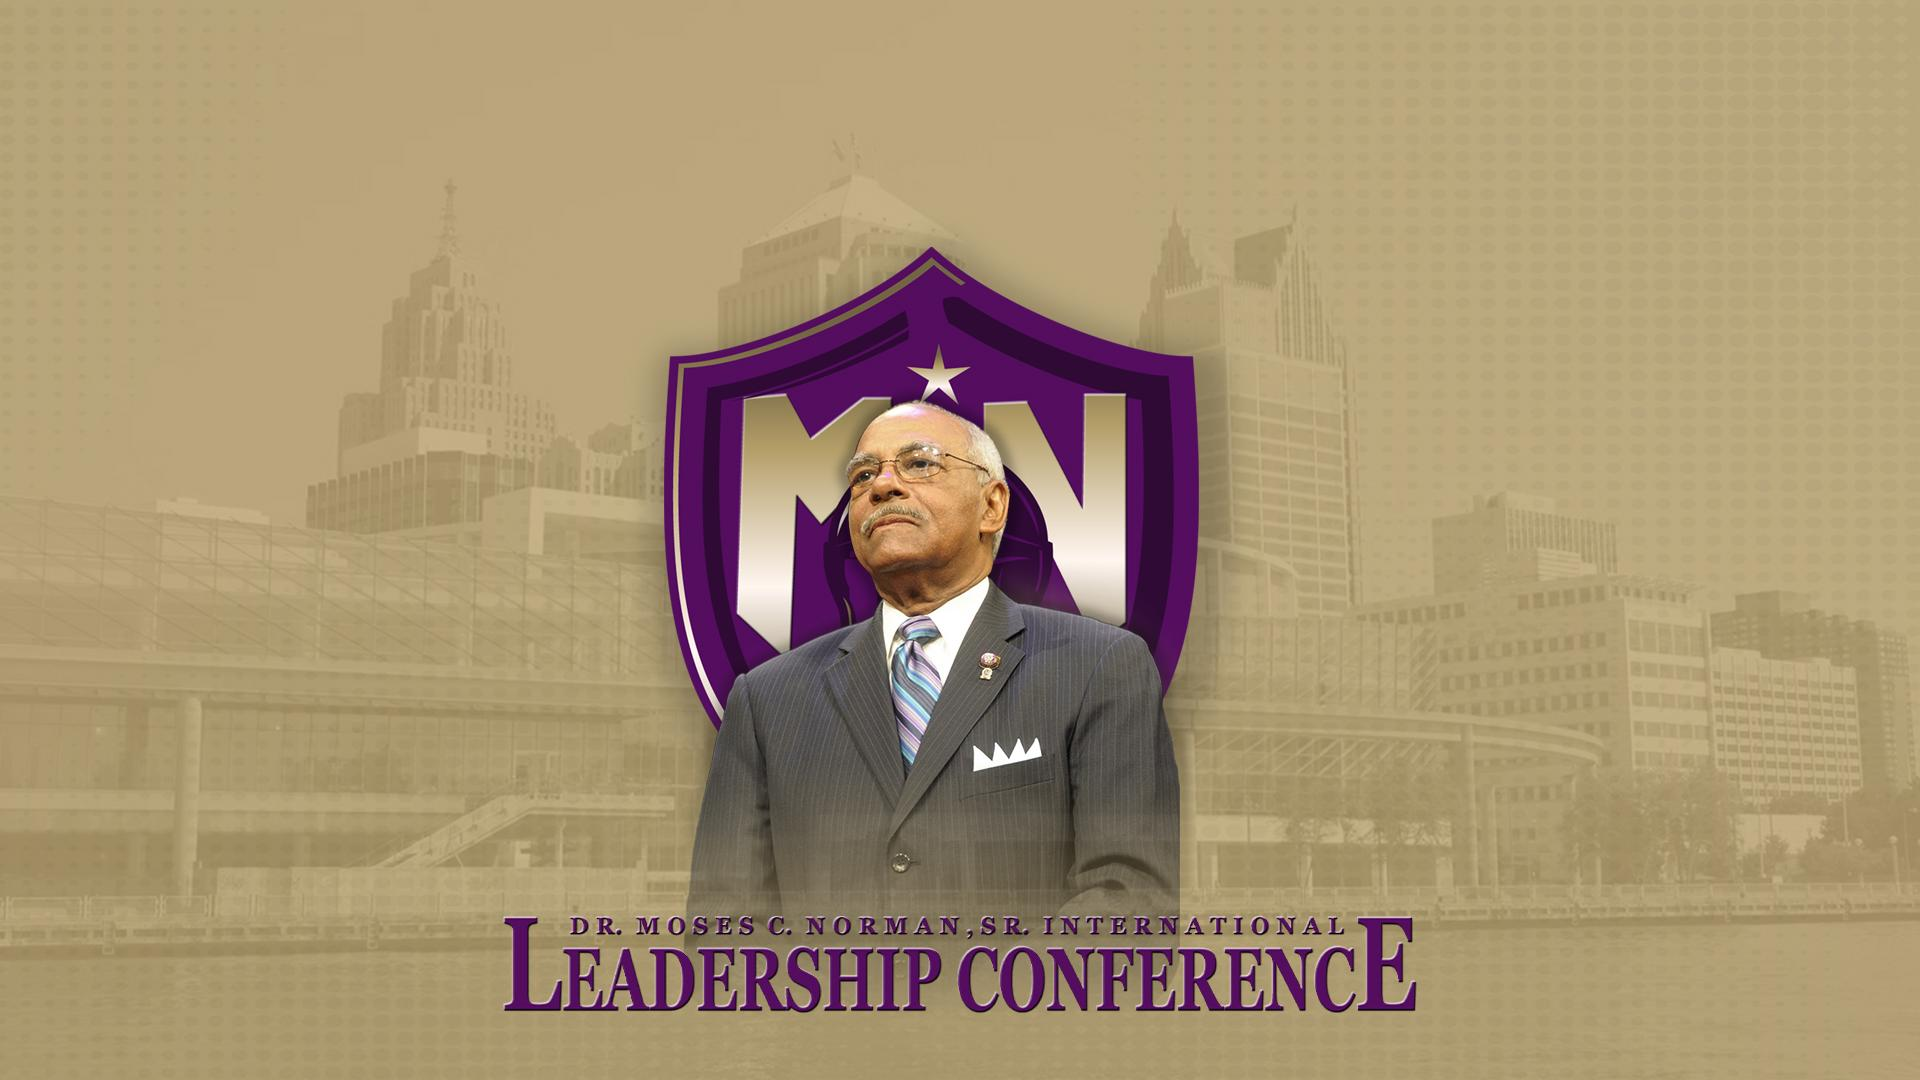 MN
DR. MOSES C. NORMAN, SR. INTERNATIONAL
LEADERSHIP CONFERENCE